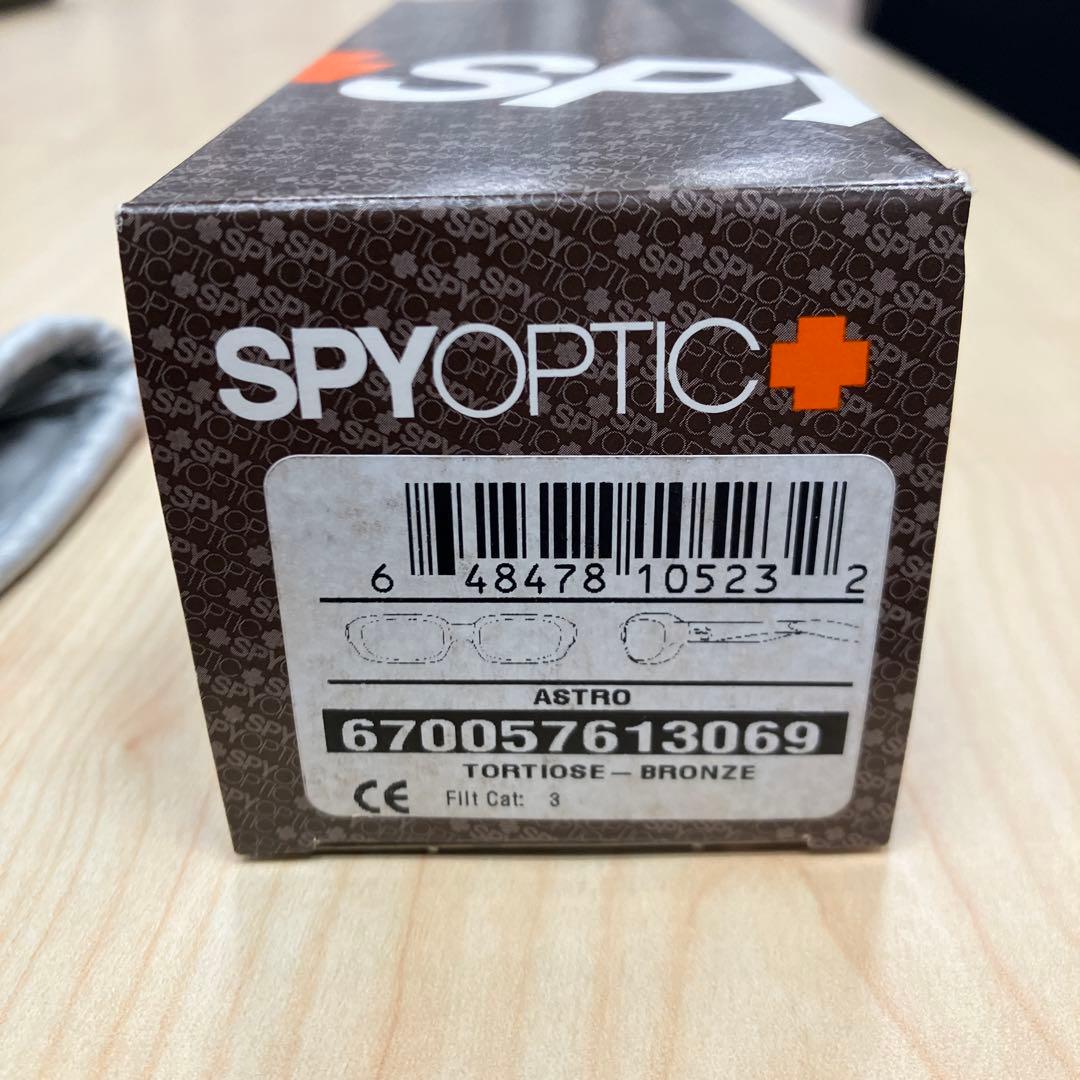 SPY
SPYOPTIC
6 48478 10523 2
ASTRO
670057613069
TORTIOSE – BRONZE
CE Filt Cat: 3